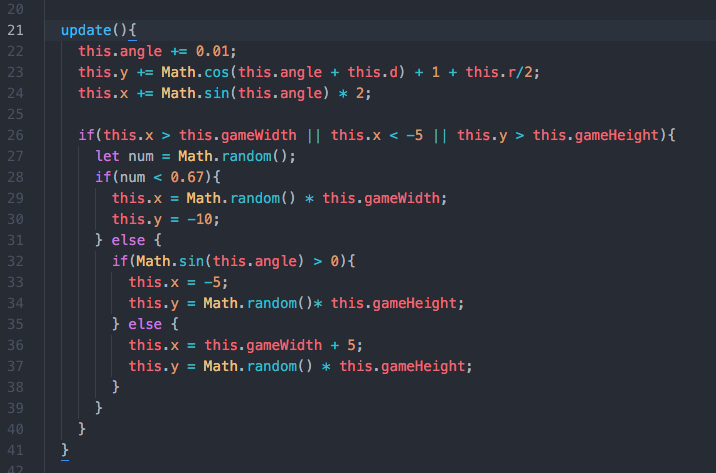 20
21 update(){
22 this.angle += 0.01;
23 this.y += Math.cos(this.angle + this.d) + 1 + this.r/2;
24 this.x += Math.sin(this.angle) * 2;
25
26 if(this.x > this.gameWidth || this.x < -5 || this.y > this.gameHeight){
27 let num = Math.random();
28 if(num < 0.67){
29 this.x = Math.random() * this.gameWidth;
30 this.y = -10;
31 } else {
32 if(Math.sin(this.angle) > 0){
33 this.x = -5;
34 this.y = Math.random()* this.gameHeight;
35 } else {
36 this.x = this.gameWidth + 5;
37 this.y = Math.random() * this.gameHeight;
38 }
39 }
40 }
41 }
42